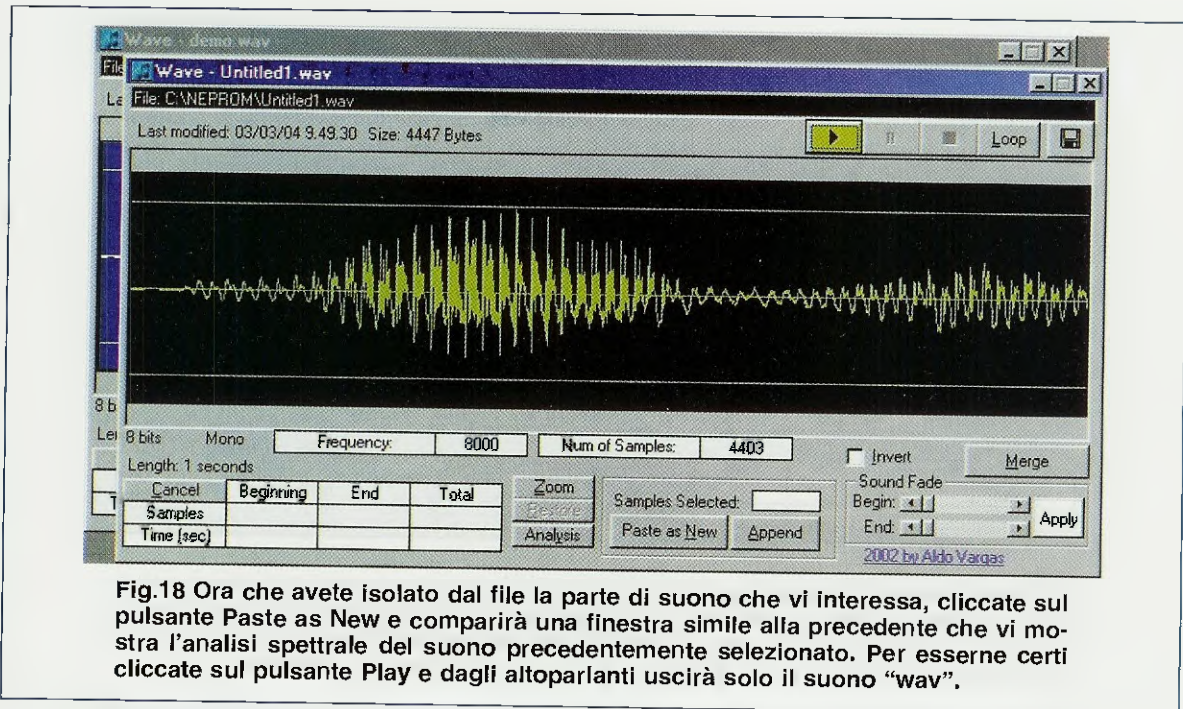 Wave - demo.wav
File
Wave - Untitled1.wav
File: C:\NEPROM\Untitled1.wav
La
Last modified: 03/03/04 9.49.30 Size: 4447 Bytes
Loop
8 b
Len
8 bits Mono Frequency: 8000 Num of Samples: 4403
Invert Merge
Length: 1 seconds
Cancel Beginning End Total
Samples
Time (sec)
Zoom
Restore
Analysis
Samples Selected:
Paste as New Append
Sound Fade
Begin:
End:
Apply
2002 by Aldo Vargas
Fig.18 Ora che avete isolato dal file la parte di suono che vi interessa, cliccate sul
pulsante Paste as New e comparirà una finestra simile alla precedente che vi mo-
stra l'analisi spettrale del suono precedentemente selezionato. Per esserne certi
cliccate sul pulsante Play e dagli altoparlanti uscirà solo il suono "wav".